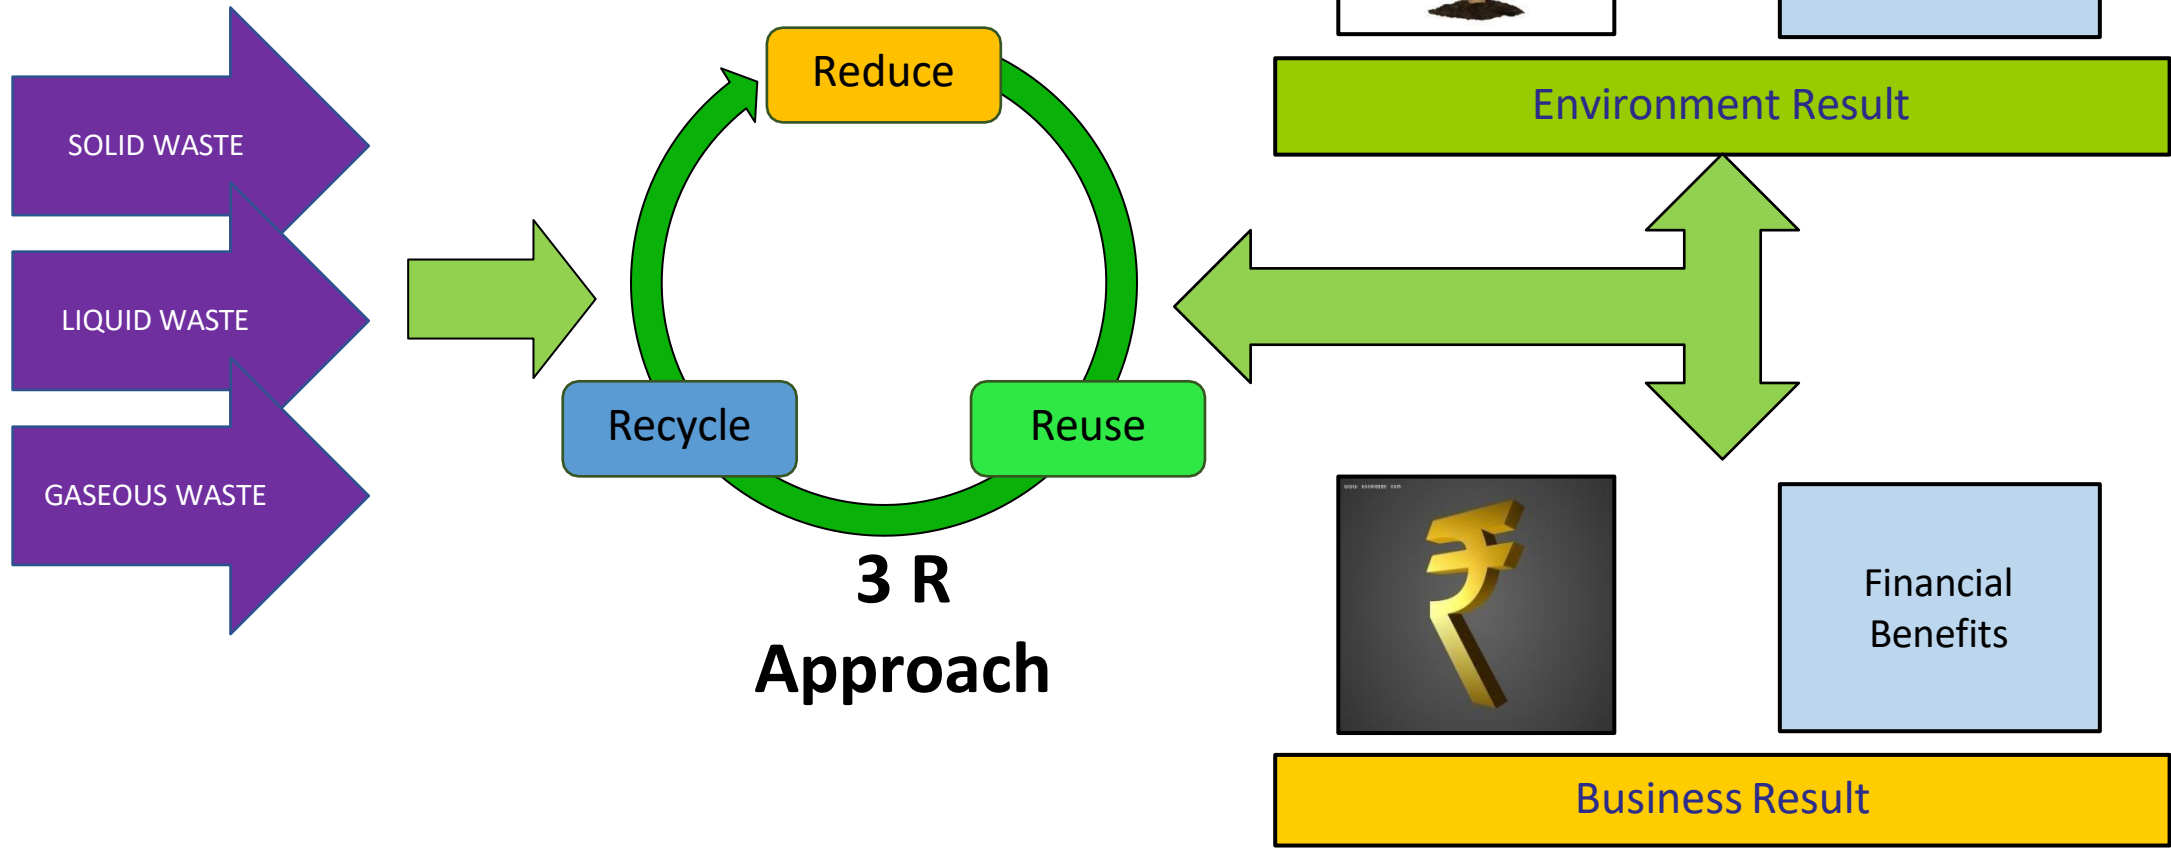 SOLID WASTE
LIQUID WASTE
GASEOUS WASTE
Reduce
Recycle
Reuse
3 R
Approach
Environment Result
Financial
Benefits
Business Result